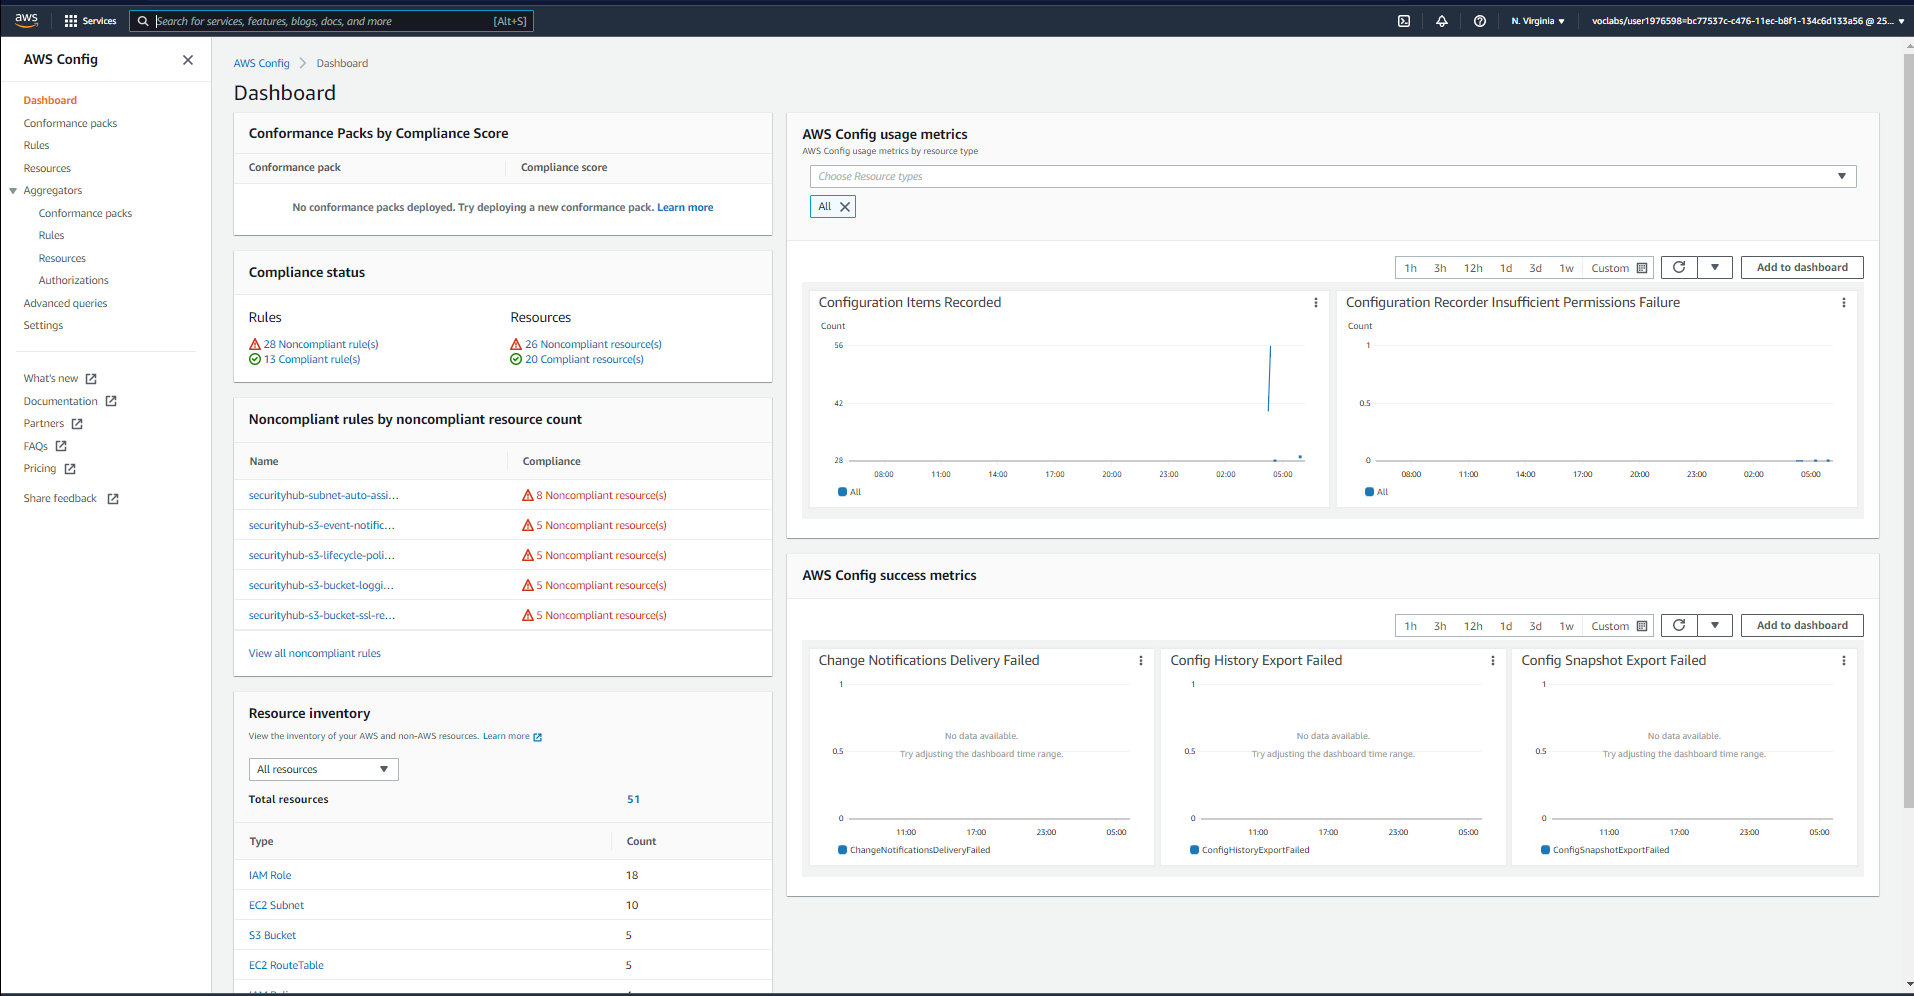 aws
Services
Search for services, features, blogs, docs, and more
[Alt+S]
N. Virginia
voclabs/user1976598=bc77537c-c476-11ec-b8f1-134c6d133a56 @ 25...
AWS Config
Dashboard
Conformance packs
Rules
Resources
Aggregators
Conformance packs
Rules
Resources
Authorizations
Advanced queries
Settings
What's new
Documentation
Partners
FAQs
Pricing
Share feedback
AWS Config
Dashboard
Dashboard
Conformance Packs by Compliance Score
Conformance pack
Compliance score
No conformance packs deployed. Try deploying a new conformance pack. Learn more
Compliance status
Rules
28 Noncompliant rule(s)
13 Compliant rule(s)
Resources
26 Noncompliant resource(s)
20 Compliant resource(s)
Noncompliant rules by noncompliant resource count
Name Compliance
securityhub-subnet-auto-assi... 8 Noncompliant resource(s)
securityhub-s3-event-notific... 5 Noncompliant resource(s)
securityhub-s3-lifecycle-poli... 5 Noncompliant resource(s)
securityhub-s3-bucket-loggi... 5 Noncompliant resource(s)
securityhub-s3-bucket-ssl-re... 5 Noncompliant resource(s)
View all noncompliant rules
Resource inventory
View the inventory of your AWS and non-AWS resources. Learn more
All resources
Total resources 51
Type Count
IAM Role 18
EC2 Subnet 10
S3 Bucket 5
EC2 RouteTable 5
AWS Config usage metrics
AWS Config usage metrics by resource type
Choose Resource types
All
1h 3h 12h 1d 3d 1w Custom
Add to dashboard
Configuration Items Recorded
Count
56
42
28
08:00 11:00 14:00 17:00 20:00 23:00 02:00 05:00
All
Configuration Recorder Insufficient Permissions Failure
Count
1
0.5
0
08:00 11:00 14:00 17:00 20:00 23:00 02:00 05:00
All
AWS Config success metrics
1h 3h 12h 1d 3d 1w Custom
Add to dashboard
Change Notifications Delivery Failed
1
No data available.
0.5
Try adjusting the dashboard time range.
0
11:00 17:00 23:00 05:00
ChangeNotificationsDeliveryFailed
Config History Export Failed
1
No data available.
0.5
Try adjusting the dashboard time range.
0
11:00 17:00 23:00 05:00
ConfigHistoryExportFailed
Config Snapshot Export Failed
1
No data available.
0.5
Try adjusting the dashboard time range.
0
11:00 17:00 23:00 05:00
ConfigSnapshotExportFailed